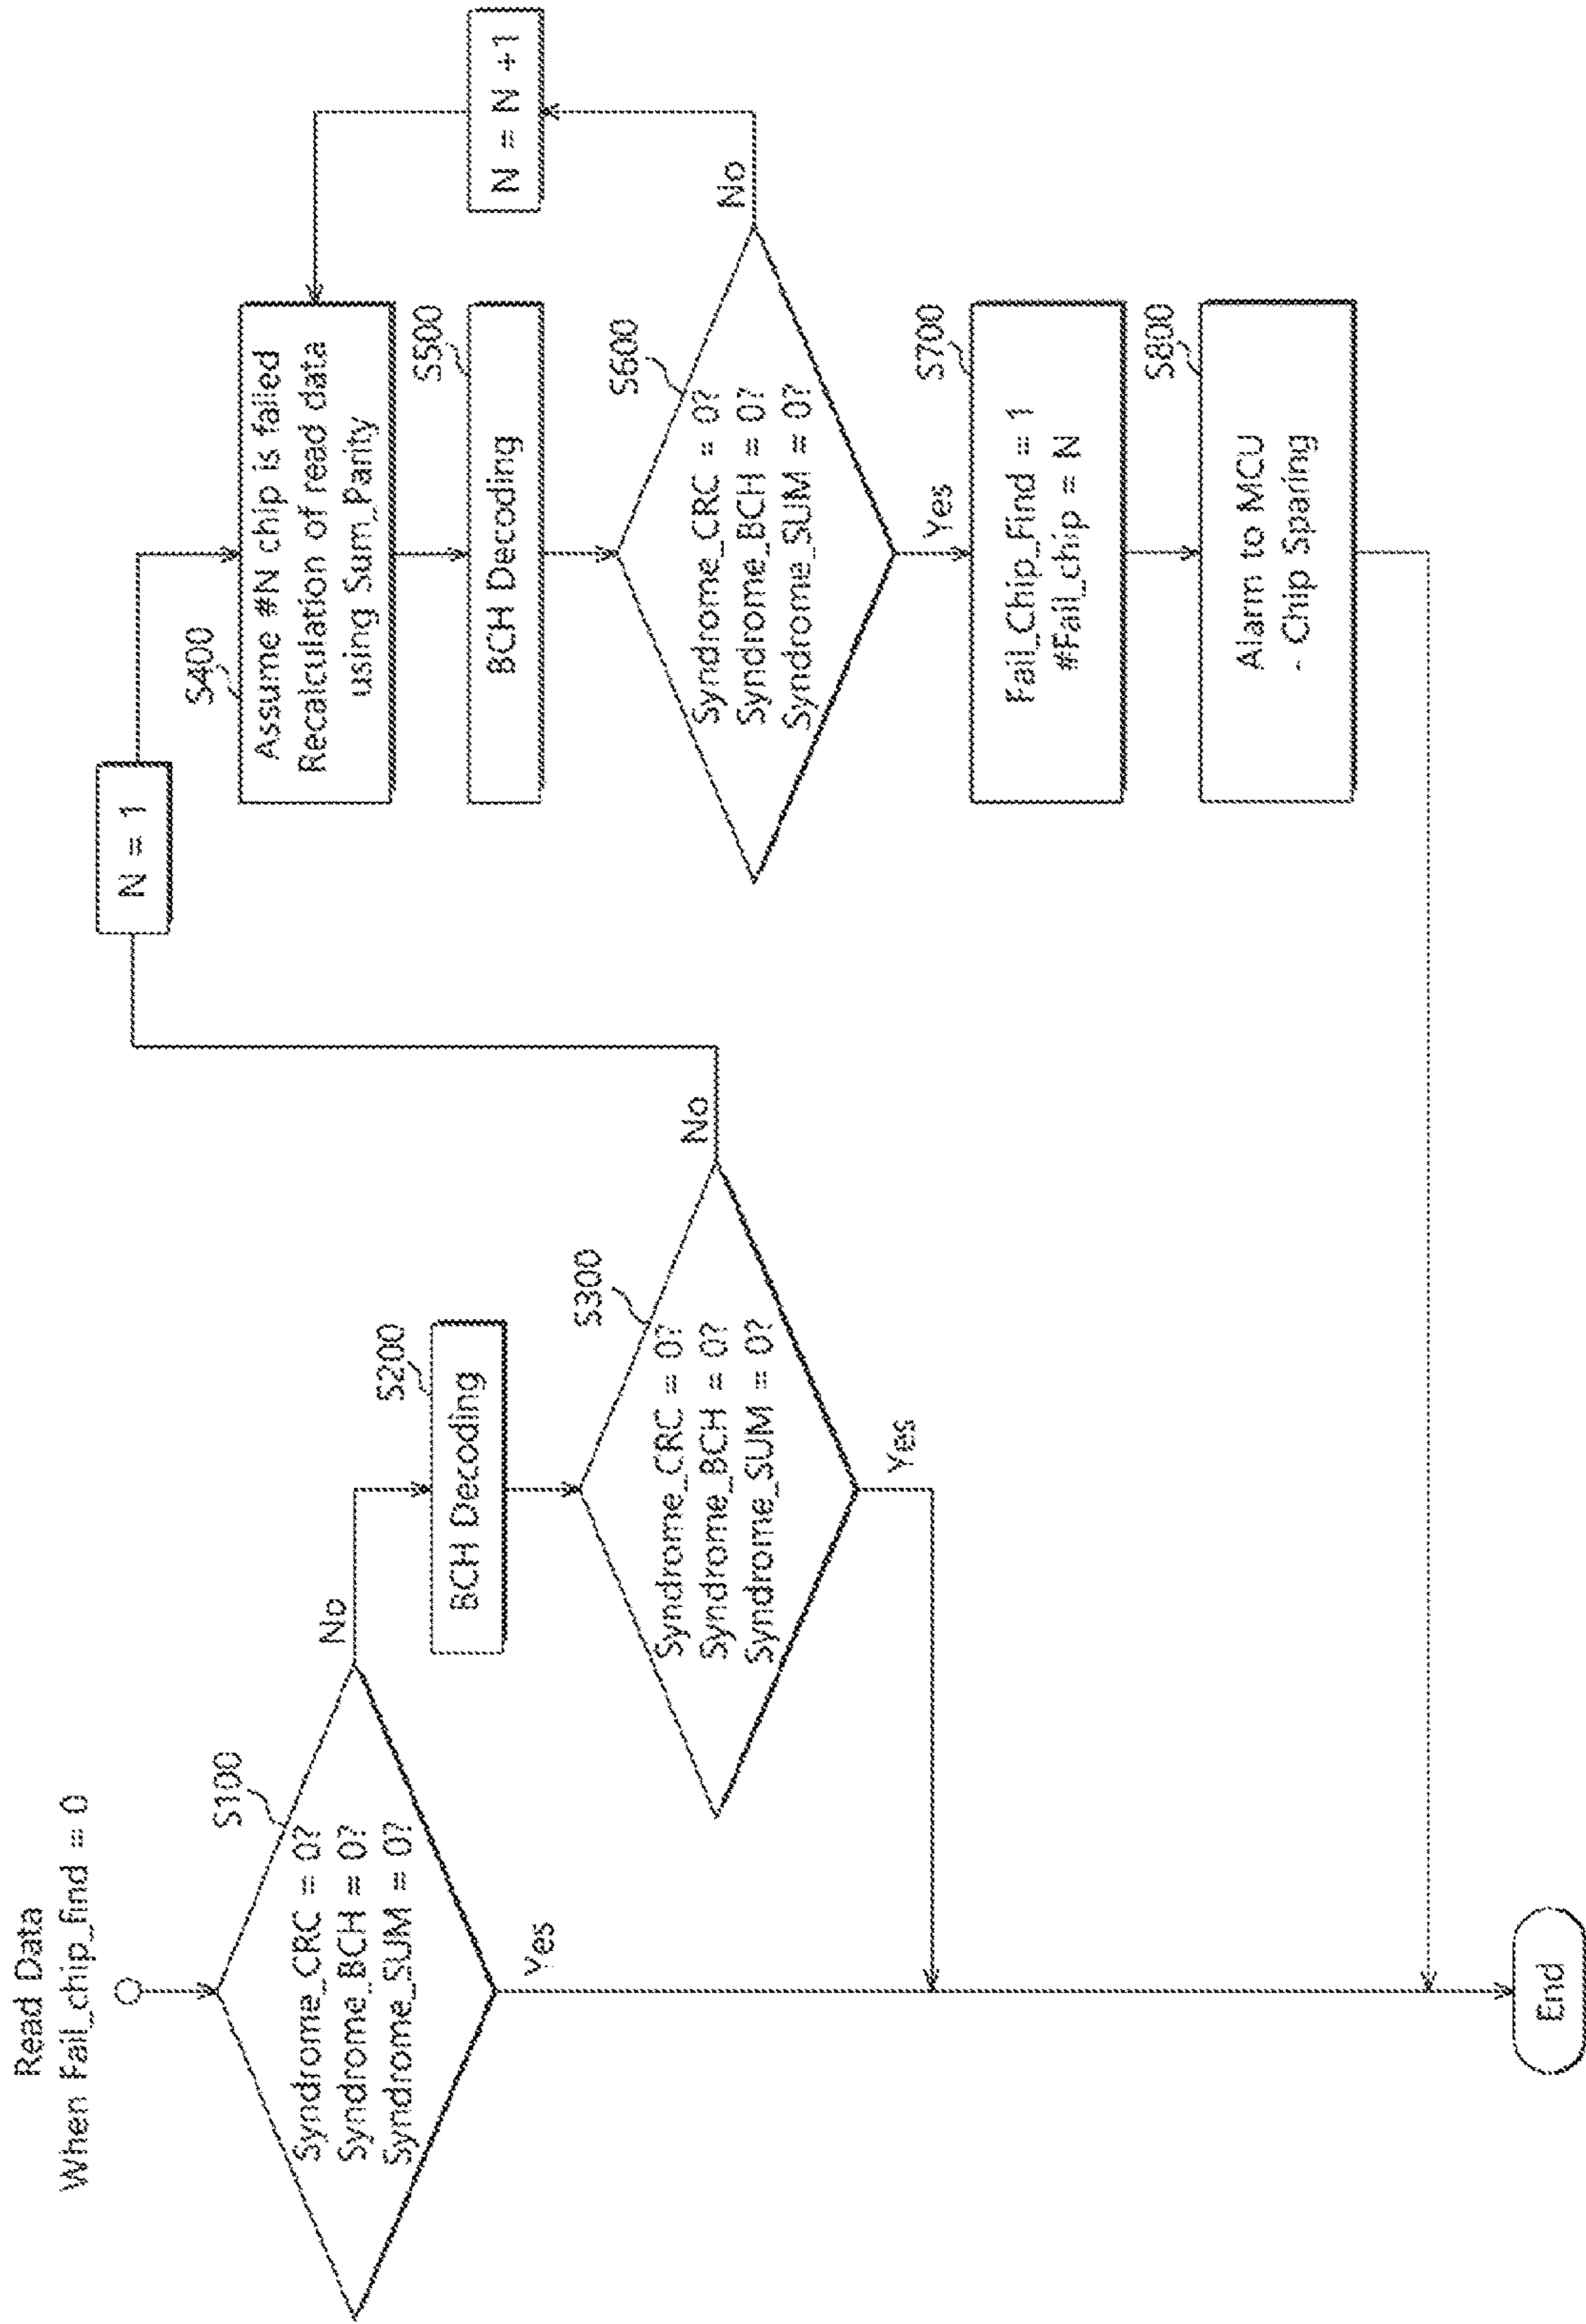 Read Data
When Fail_chip_find = 0
S100
Syndrome_CRC = 0?
Syndrome_BCH = 0?
Syndrome_SUM = 0?
No
Yes
S200
BCH Decoding
S300
Syndrome_CRC = 0?
Syndrome_BCH = 0?
Syndrome_SUM = 0?
No
Yes
N = 1
S400
Assume #N chip is failed
Recalculation of read data
using Sum_Parity
S500
BCH Decoding
S600
Syndrome_CRC = 0?
Syndrome_BCH = 0?
Syndrome_SUM = 0?
No
N = N +1
Yes
S700
Fail_Chip_Find = 1
#Fail_chip = N
S800
Alarm to MCU
- Chip Sparing
End